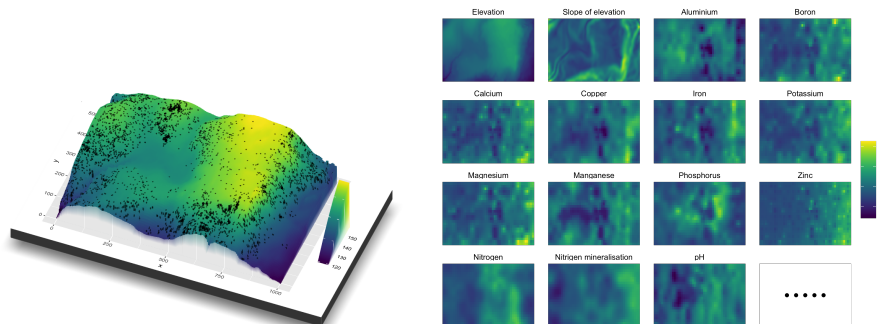 Elevation Slope of elevation Aluminium Boron
Calcium Copper Iron Potassium
Magnesium Manganese Phosphorus Zinc
Nitrogen Nitrigen mineralisation pH
400
300
200
100
0
y
0
250
500
750
1000
x
150
140
130
120